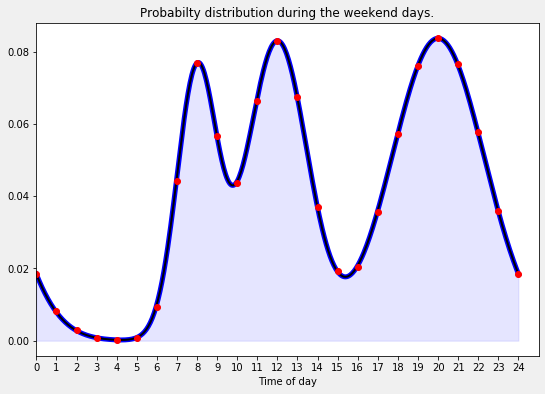 Probabilty distribution during the weekend days.
0.08
0.06
0.04
0.02
0.00
0 1 2 3 4 5 6 7 8 9 10 11 12 13 14 15 16 17 18 19 20 21 22 23 24
Time of day